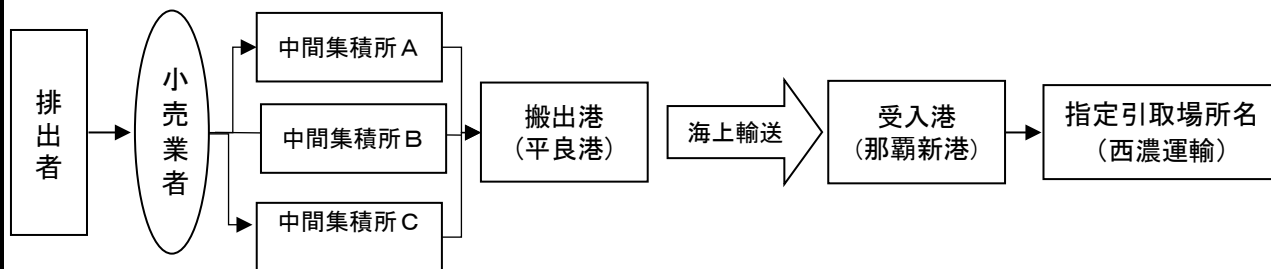 排出者
小売業者
中間集積所A
中間集積所B
中間集積所C
搬出港
(平良港)
海上輸送
受入港
(那覇新港)
指定引取場所名
(西濃運輸)